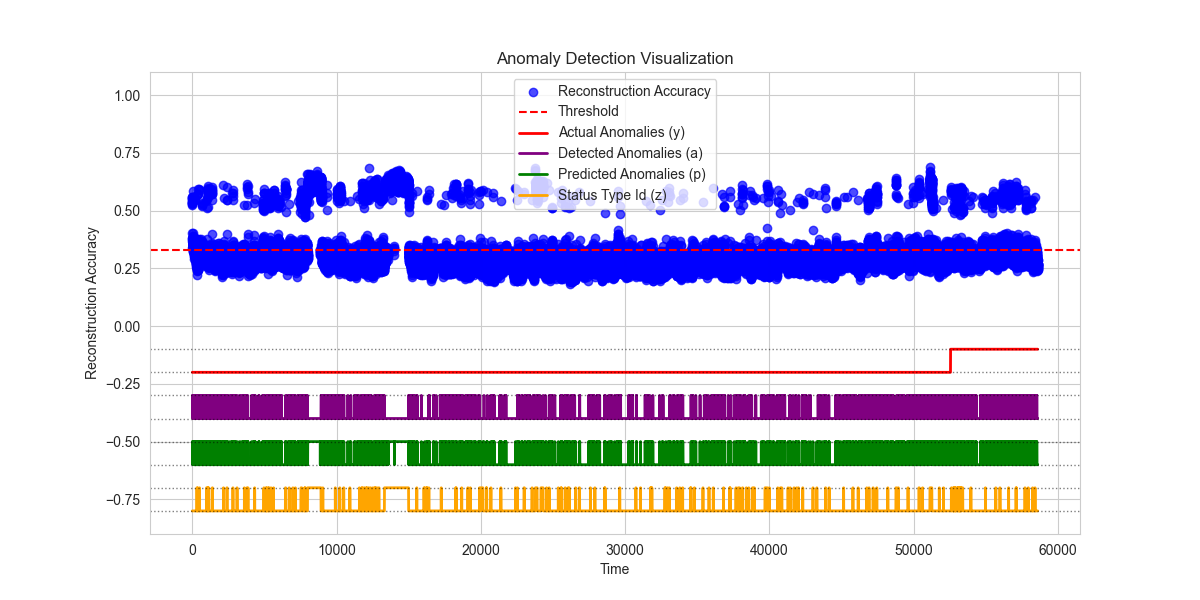 Anomaly Detection Visualization
Reconstruction Accuracy
Threshold
Actual Anomalies (y)
Detected Anomalies (a)
Predicted Anomalies (p)
Status Type Id (z)
Reconstruction Accuracy
1.00
0.75
0.50
0.25
0.00
−0.25
−0.50
−0.75
0
10000
20000
30000
40000
50000
60000
Time